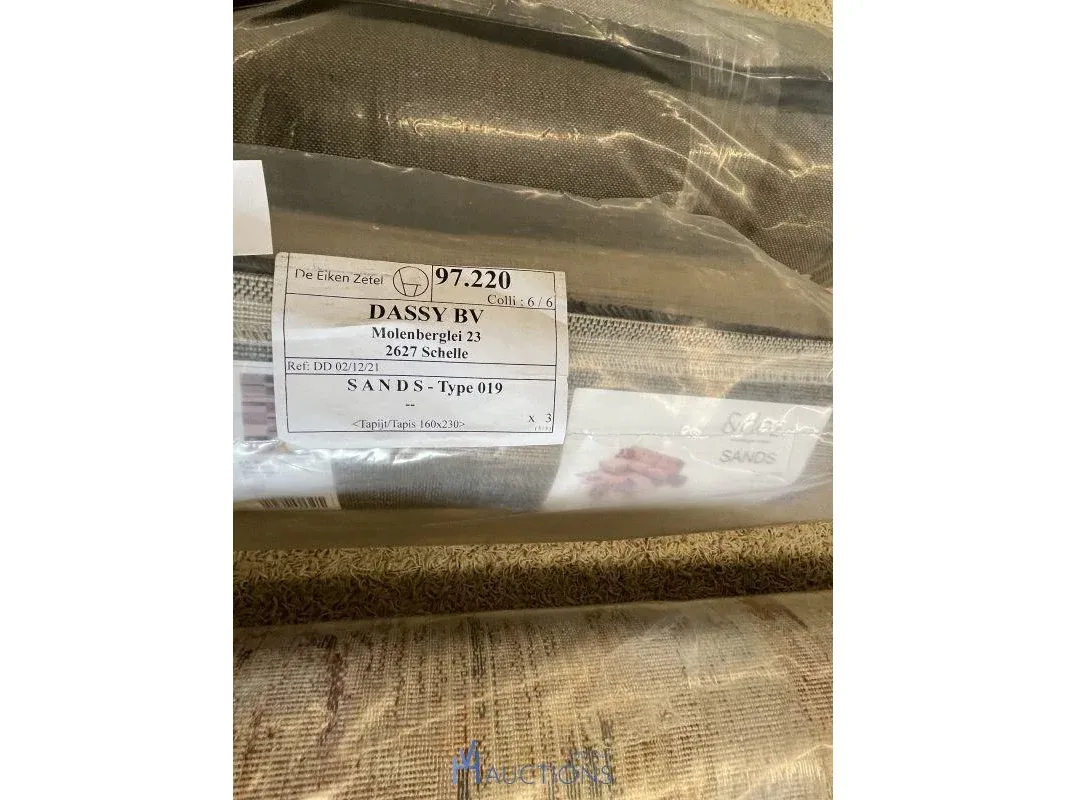 De Eiken Zetel
97.220
Colli : 6 / 6
DASSY BV
Molenberglei 23
2627 Schelle
Ref: DD 02/12/21
S A N D S - Type 019
--
<Tapijt/Tapis 160x230>
X 3
SANDS
AUCTIONS